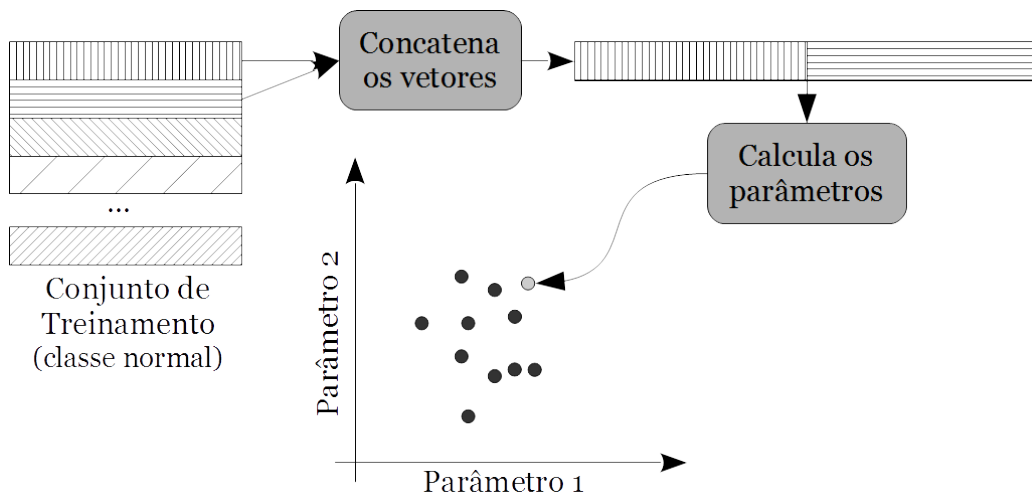 Concatena
os vetores
Calcula os
parâmetros
...
Conjunto de
Treinamento
(classe normal)
Parâmetro 2
Parâmetro 1